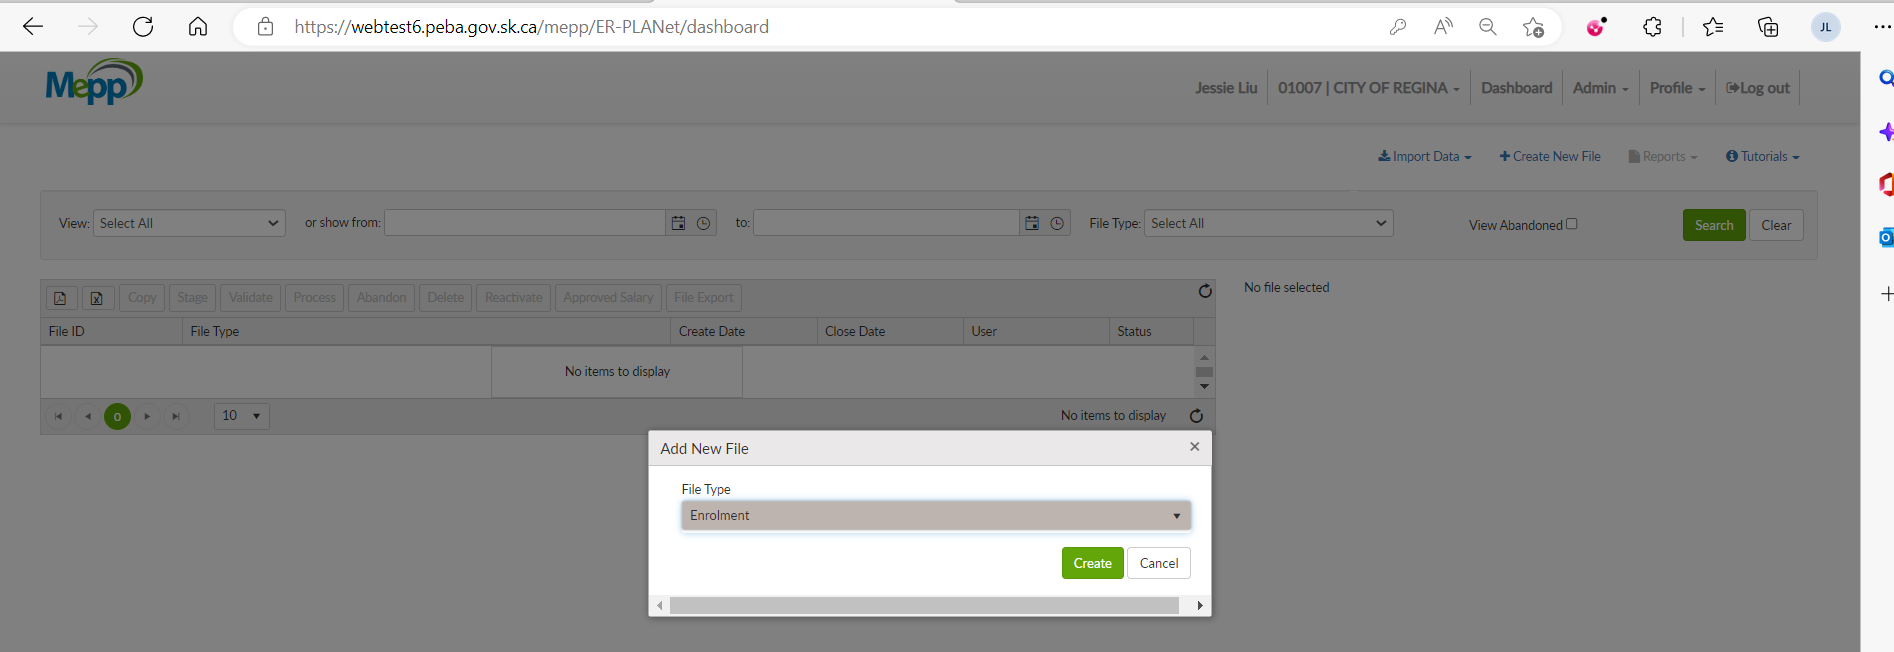 https://webtest6.peba.gov.sk.ca/mepp/ER-PLANet/dashboard
JL
Mepp
Jessie Liu 01007 | CITY OF REGINA Dashboard Admin Profile Log out
Import Data Create New File Reports Tutorials
View: Select All or show from: to: File Type: Select All View Abandoned Search Clear
Copy Stage Validate Process Abandon Delete Reactivate Approved Salary File Export
No file selected
File ID File Type Create Date Close Date User Status
No items to display
0 10 No items to display
Add New File
File Type
Enrolment
Create Cancel